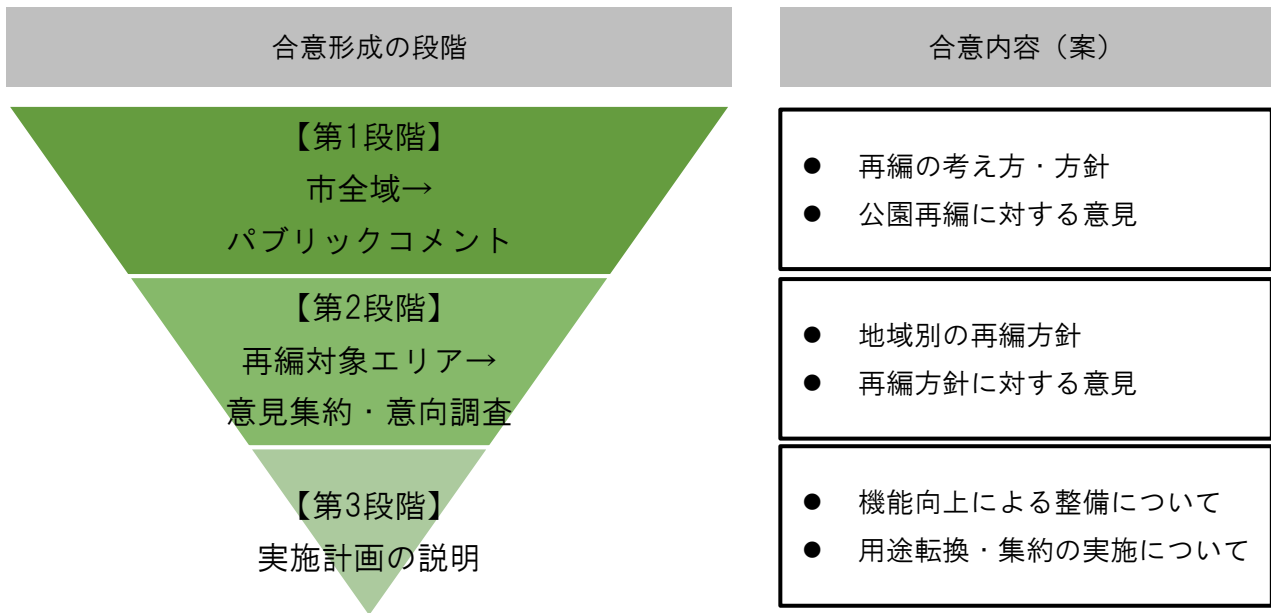 合意形成の段階
合意内容（案）
【第1段階】
市全域→
パブリックコメント
● 再編の考え方・方針
● 公園再編に対する意見
【第2段階】
再編対象エリア→
意見集約・意向調査
● 地域別の再編方針
● 再編方針に対する意見
【第3段階】
実施計画の説明
● 機能向上による整備について
● 用途転換・集約の実施について